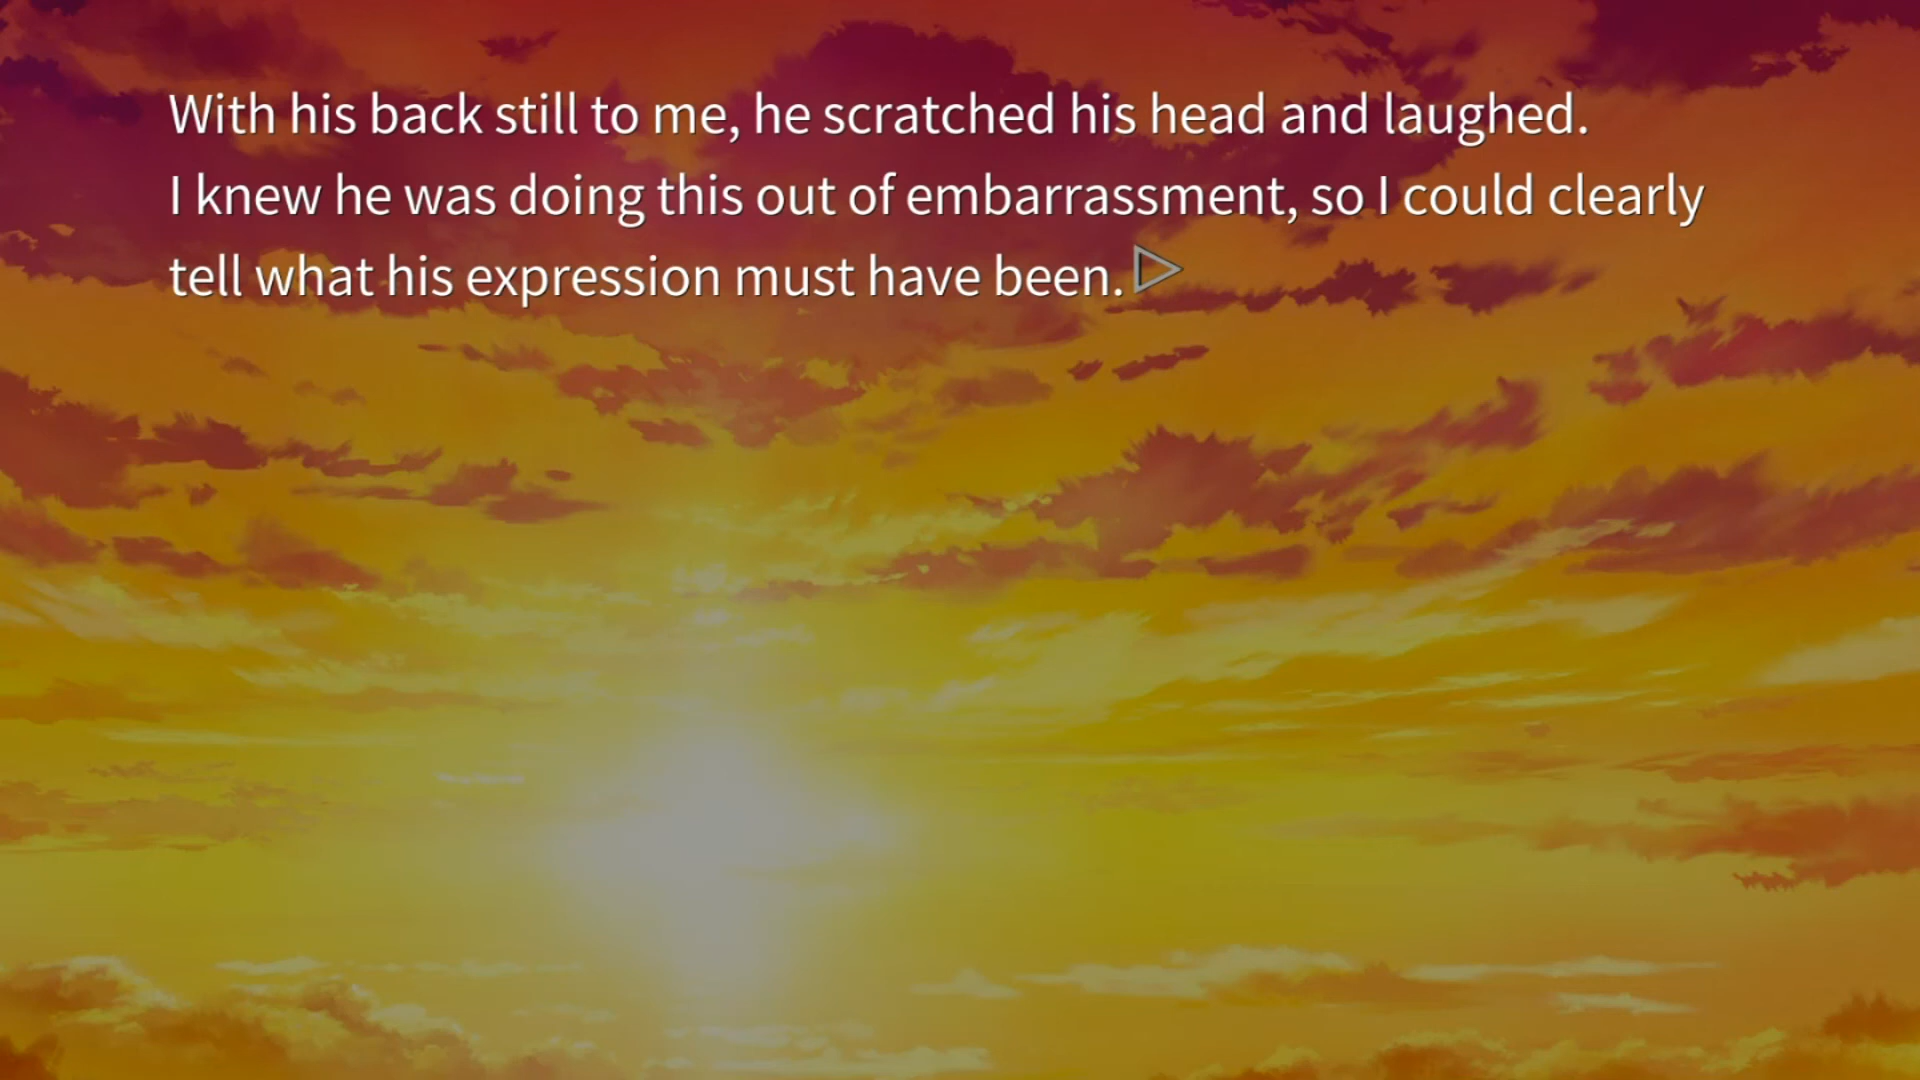 With his back still to me, he scratched his head and laughed.
I knew he was doing this out of embarrassment, so I could clearly
tell what his expression must have been.